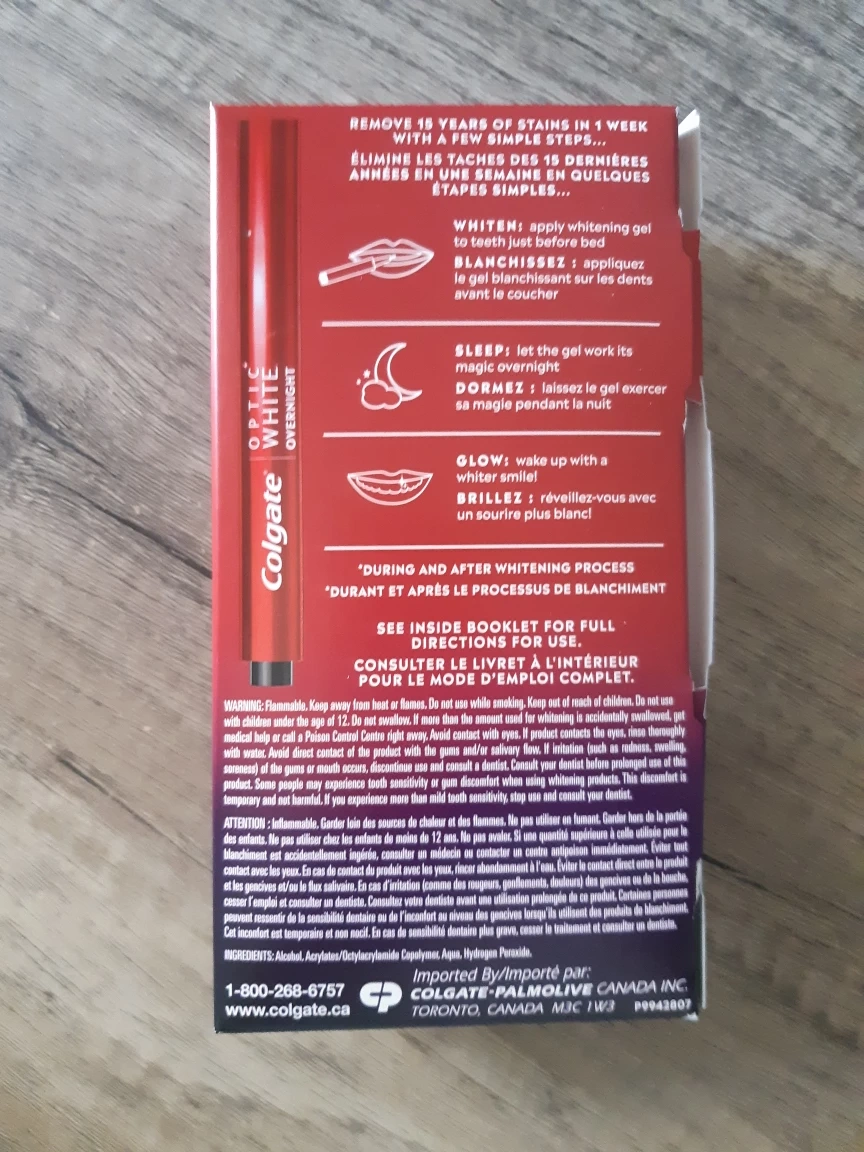 REMOVE 15 YEARS OF STAINS IN 1 WEEK
WITH A FEW SIMPLE STEPS...
ÉLIMINE LES TACHES DES 15 DERNIÈRES
ANNÉES EN UNE SEMAINE EN QUELQUES
ÉTAPES SIMPLES...
WHITEN: apply whitening gel
to teeth just before bed
BLANCHISSEZ : appliquez
le gel blanchissant sur les dents
avant le coucher
SLEEP: let the gel work its
magic overnight
DORMEZ : laissez le gel exercer
sa magie pendant la nuit
GLOW: wake up with a
whiter smile!
BRILLEZ : réveillez-vous avec
un sourire plus blanc!
Colgate®
OPTIC™
WHITE
OVERNIGHT
*DURING AND AFTER WHITENING PROCESS
*DURANT ET APRÉS LE PROCESSUS DE BLANCHIMENT
SEE INSIDE BOOKLET FOR FULL
DIRECTIONS FOR USE.
CONSULTER LE LIVRET À L'INTÉRIEUR
POUR LE MODE D'EMPLOI COMPLET.
WARNING: Flammable. Keep away from heat or flames. Do not use while smoking. Keep out of reach of children. Do not use
with children under the age of 12. Do not swallow. If more than the amount used for whitening is accidentally swallowed, get
medical help or call a Poison Control Centre right away. Avoid contact with eyes. If product contacts the eyes, rinse thoroughly
with water. Avoid direct contact of the product with the gums and/or salivary flow. If irritation (such as redness, swelling,
soreness) of the gums or mouth occurs, discontinue use and consult a dentist. Consult your dentist before prolonged use of this
product. Some people may experience tooth sensitivity or gum discomfort when using whitening products. This discomfort is
temporary and not harmful. If you experience more than mild tooth sensitivity, stop use and consult your dentist.
ATTENTION : Inflammable. Garder loin des sources de chaleur et des flammes. Ne pas utiliser en fumant. Garder hors de la portée
des enfants. Ne pas utiliser chez les enfants de moins de 12 ans. Ne pas avaler. Si une quantité supérieure à celle utilisée pour le
blanchiment est accidentellement ingérée, consulter un médecin ou contacter un centre antipoison immédiatement. Éviter tout
contact avec les yeux. En cas de contact du produit avec les yeux, rincer abondamment à l'eau. Éviter le contact direct entre le produit
et les gencives et/ou le flux salivaire. En cas d'irritation (comme des rougeurs, gonflements, douleurs) des gencives ou de la bouche,
cesser l'emploi et consulter un dentiste. Consultez votre dentiste avant une utilisation prolongée de ce produit. Certaines personnes
peuvent ressentir de la sensibilité dentaire ou de l'inconfort au niveau des gencives lorsqu'ils utilisent des produits de blanchiment.
Cet inconfort est temporaire et non nocif. En cas de sensibilité dentaire plus grave, cesser le traitement et consulter un dentiste.
INGREDIENTS: Alcohol, Acrylates/Octylacrylamide Copolymer, Aqua, Hydrogen Peroxide.
1-800-268-6757
www.colgate.ca
CP
Imported By/Importé par:
COLGATE-PALMOLIVE CANADA INC.
TORONTO, CANADA M3C 1W3 P9942807